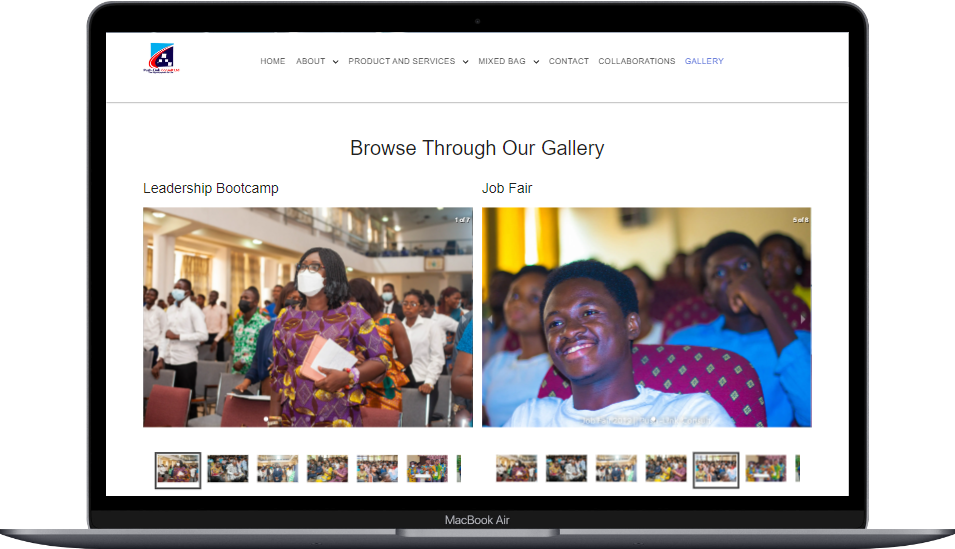 HOME ABOUT PRODUCT AND SERVICES MIXED BAG CONTACT COLLABORATIONS GALLERY
Browse Through Our Gallery
Leadership Bootcamp Job Fair
1 of 7 5 of 8
MacBook Air